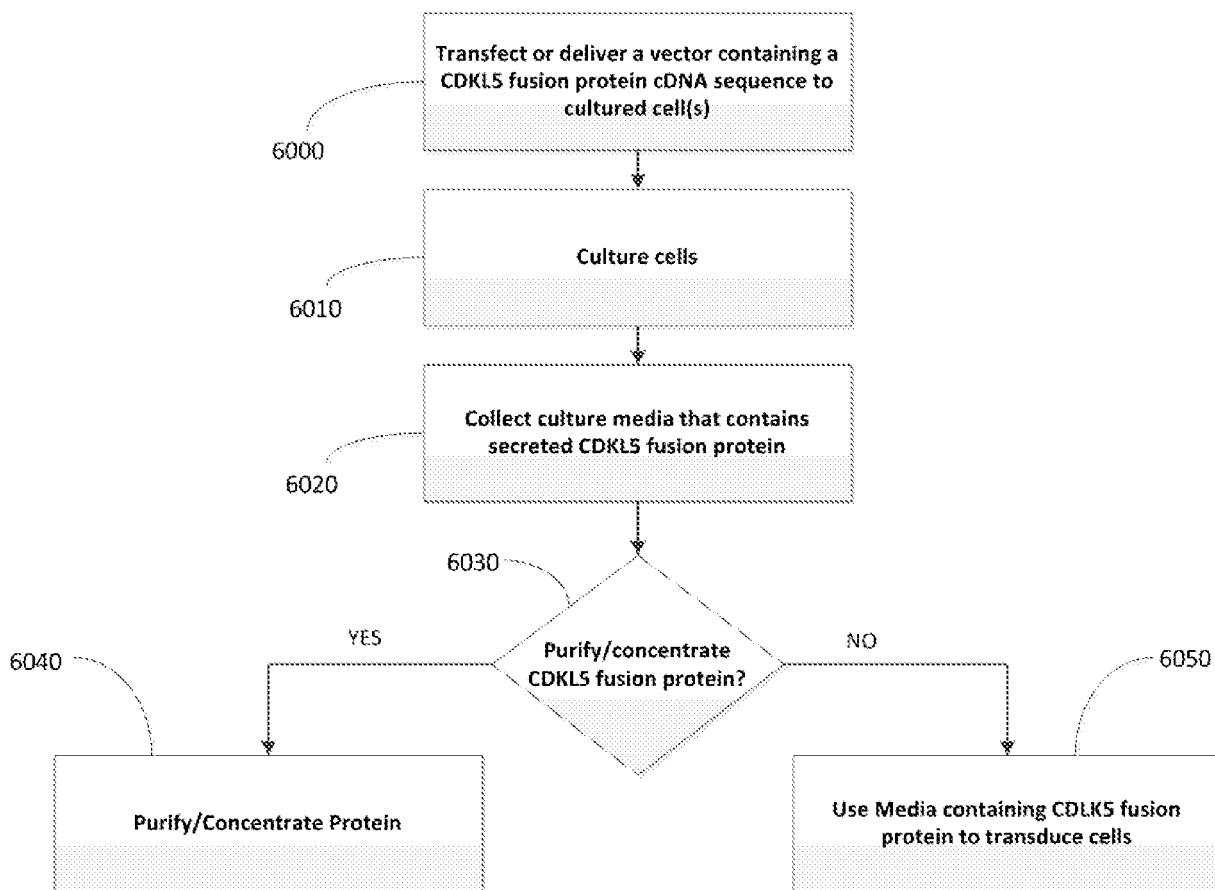 Transfect or deliver a vector containing a
CDKL5 fusion protein cDNA sequence to
cultured cell(s)
6000
Culture cells
6010
Collect culture media that contains
secreted CDKL5 fusion protein
6020
6030
Purify/concentrate
CDKL5 fusion protein?
YES
NO
6040
6050
Purify/Concentrate Protein
Use Media containing CDLK5 fusion
protein to transduce cells